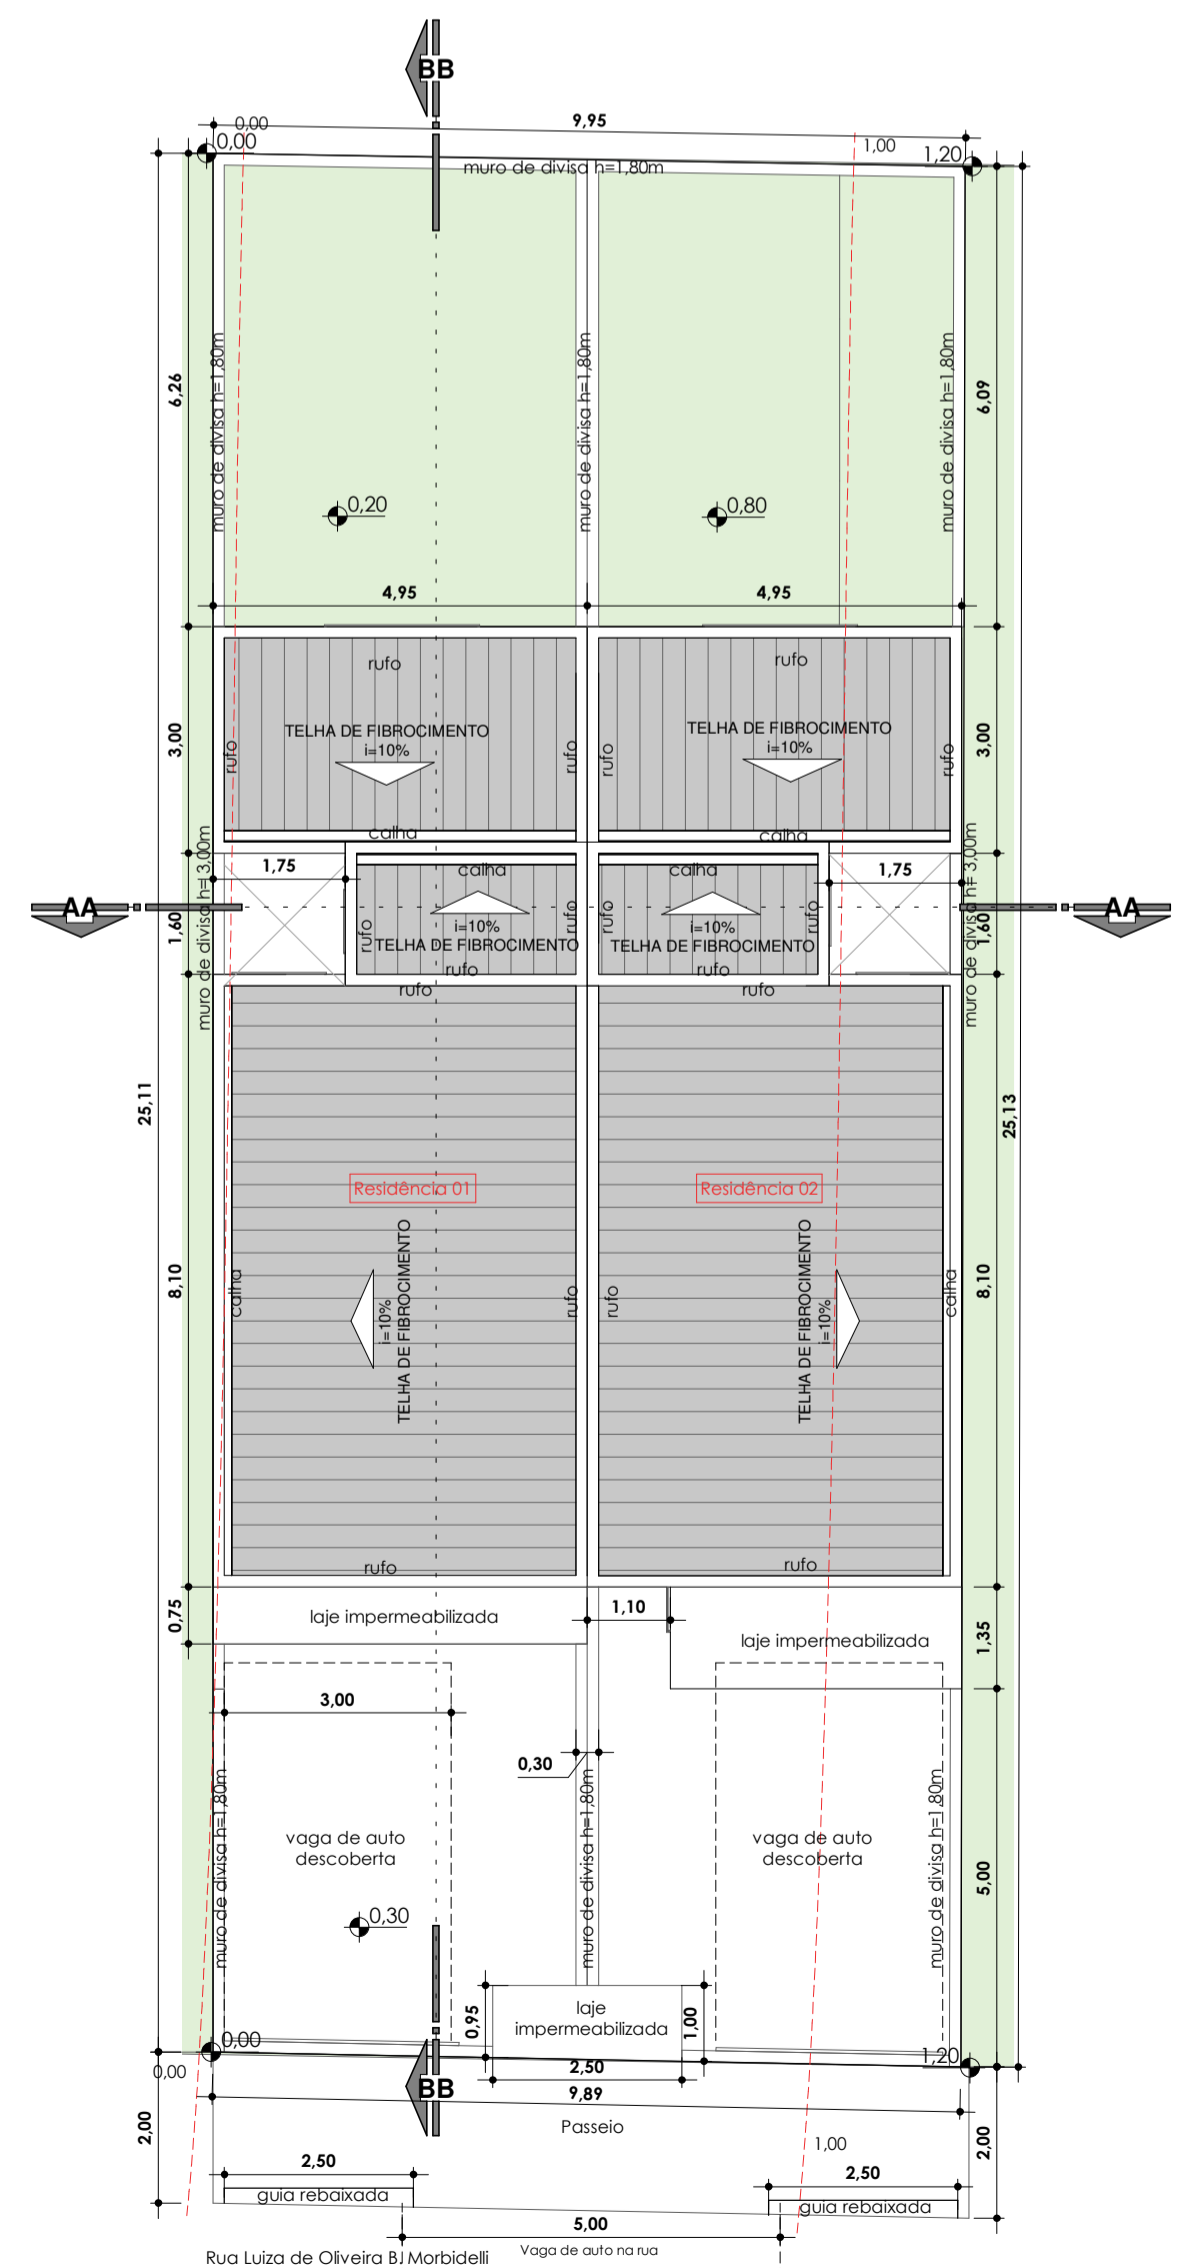 BB
0,00
9,95
0,00
1,00
1,20
muro de divisa h=1,80m
6,26
muro de divisa h=1,80m
muro de divisa h=1,80m
muro de divisa h=1,80m
6,09
0,20
0,80
4,95
4,95
rufo
rufo
3,00
TELHA DE FIBROCIMENTO
i=10%
TELHA DE FIBROCIMENTO
i=10%
3,00
rufo
rufo
rufo
rufo
calha
calha
muro de divisa h=3,00m
1,75
calha
calha
1,75
muro de divisa h=3,00m
AA
1,60
rufo
i=10%
TELHA DE FIBROCIMENTO
rufo
rufo
rufo
i=10%
TELHA DE FIBROCIMENTO
rufo
rufo
1,60
AA
rufo
rufo
25,11
25,13
Residência 01
Residência 02
8,10
calha
i=10%
TELHA DE FIBROCIMENTO
rufo
rufo
TELHA DE FIBROCIMENTO
i=10%
calha
8,10
rufo
rufo
0,75
laje impermeabilizada
1,10
laje impermeabilizada
1,35
3,00
0,30
muro de divisa h=1,80m
vaga de auto
descoberta
muro de divisa h=1,80m
vaga de auto
descoberta
muro de divisa h=1,80m
5,00
0,30
0,95
laje
impermeabilizada
1,00
0,00
1,20
0,00
2,50
BB
9,89
2,00
Passeio
1,00
2,00
2,50
2,50
guia rebaixada
guia rebaixada
5,00
Rua Luiza de Oliveira BJ Morbidelli
Vaga de auto na rua